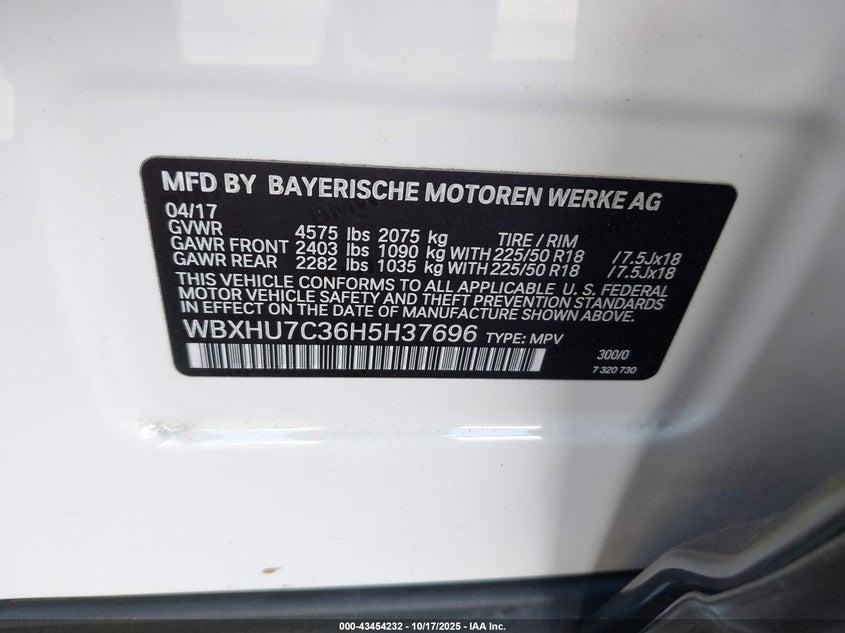 MFD BY BAYERISCHE MOTOREN WERKE AG
04/17
GVWR 4575 lbs 2075 kg TIRE / RIM
GAWR FRONT 2403 lbs 1090 kg WITH 225/50 R18 /7.5Jx18
GAWR REAR 2282 lbs 1035 kg WITH 225/50 R18 /7.5Jx18
THIS VEHICLE CONFORMS TO ALL APPLICABLE U. S. FEDERAL
MOTOR VEHICLE SAFETY AND THEFT PREVENTION STANDARDS
IN EFFECT ON THE DATE OF MANUFACTURE SHOWN ABOVE.
WBXHU7C36H5H37696 TYPE: MPV
300/0
7 320 730
000-43454232 - 10/17/2025 - IAA Inc.